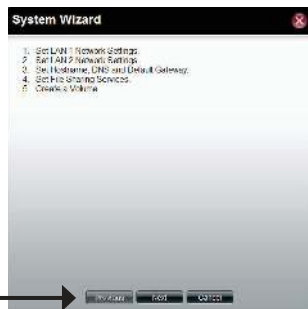 System Wizard
1. Set LAN 1 Network Settings.
2. Set LAN 2 Network Settings.
3. Set Hostname, DNS and Default Gateway.
4. Set File Sharing Services.
5. Create a Volume.
Previous Next Cancel